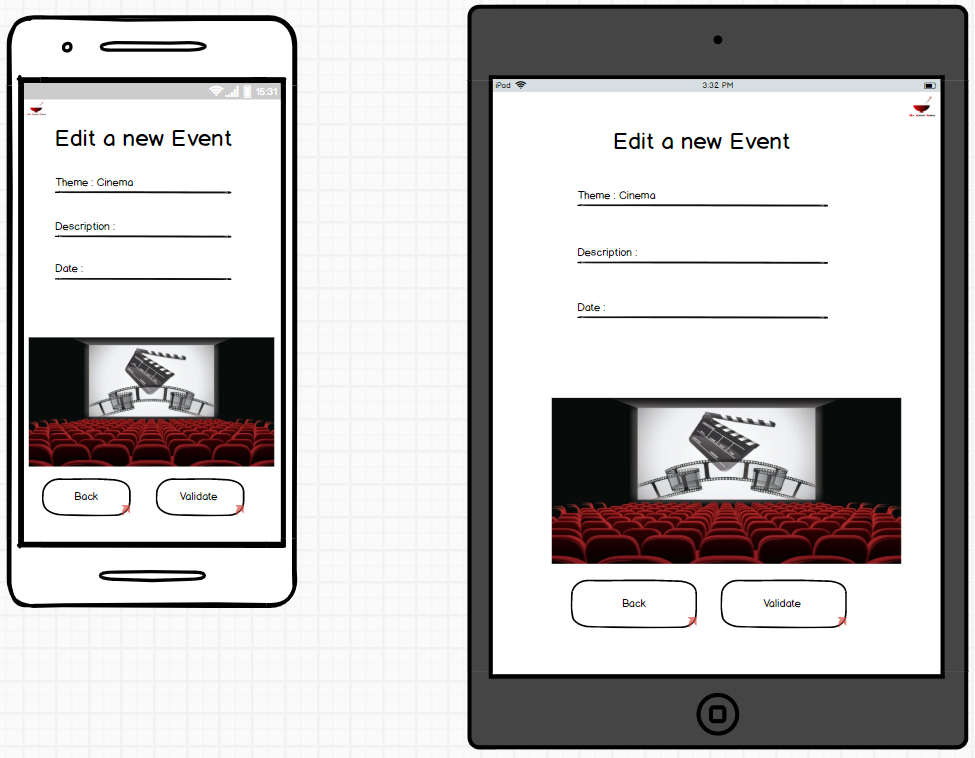 15:31
Edit a new Event
Theme : Cinema
Description :
Date :
Back
Validate
iPad
3:32 PM
Edit a new Event
Theme : Cinema
Description :
Date :
Back
Validate